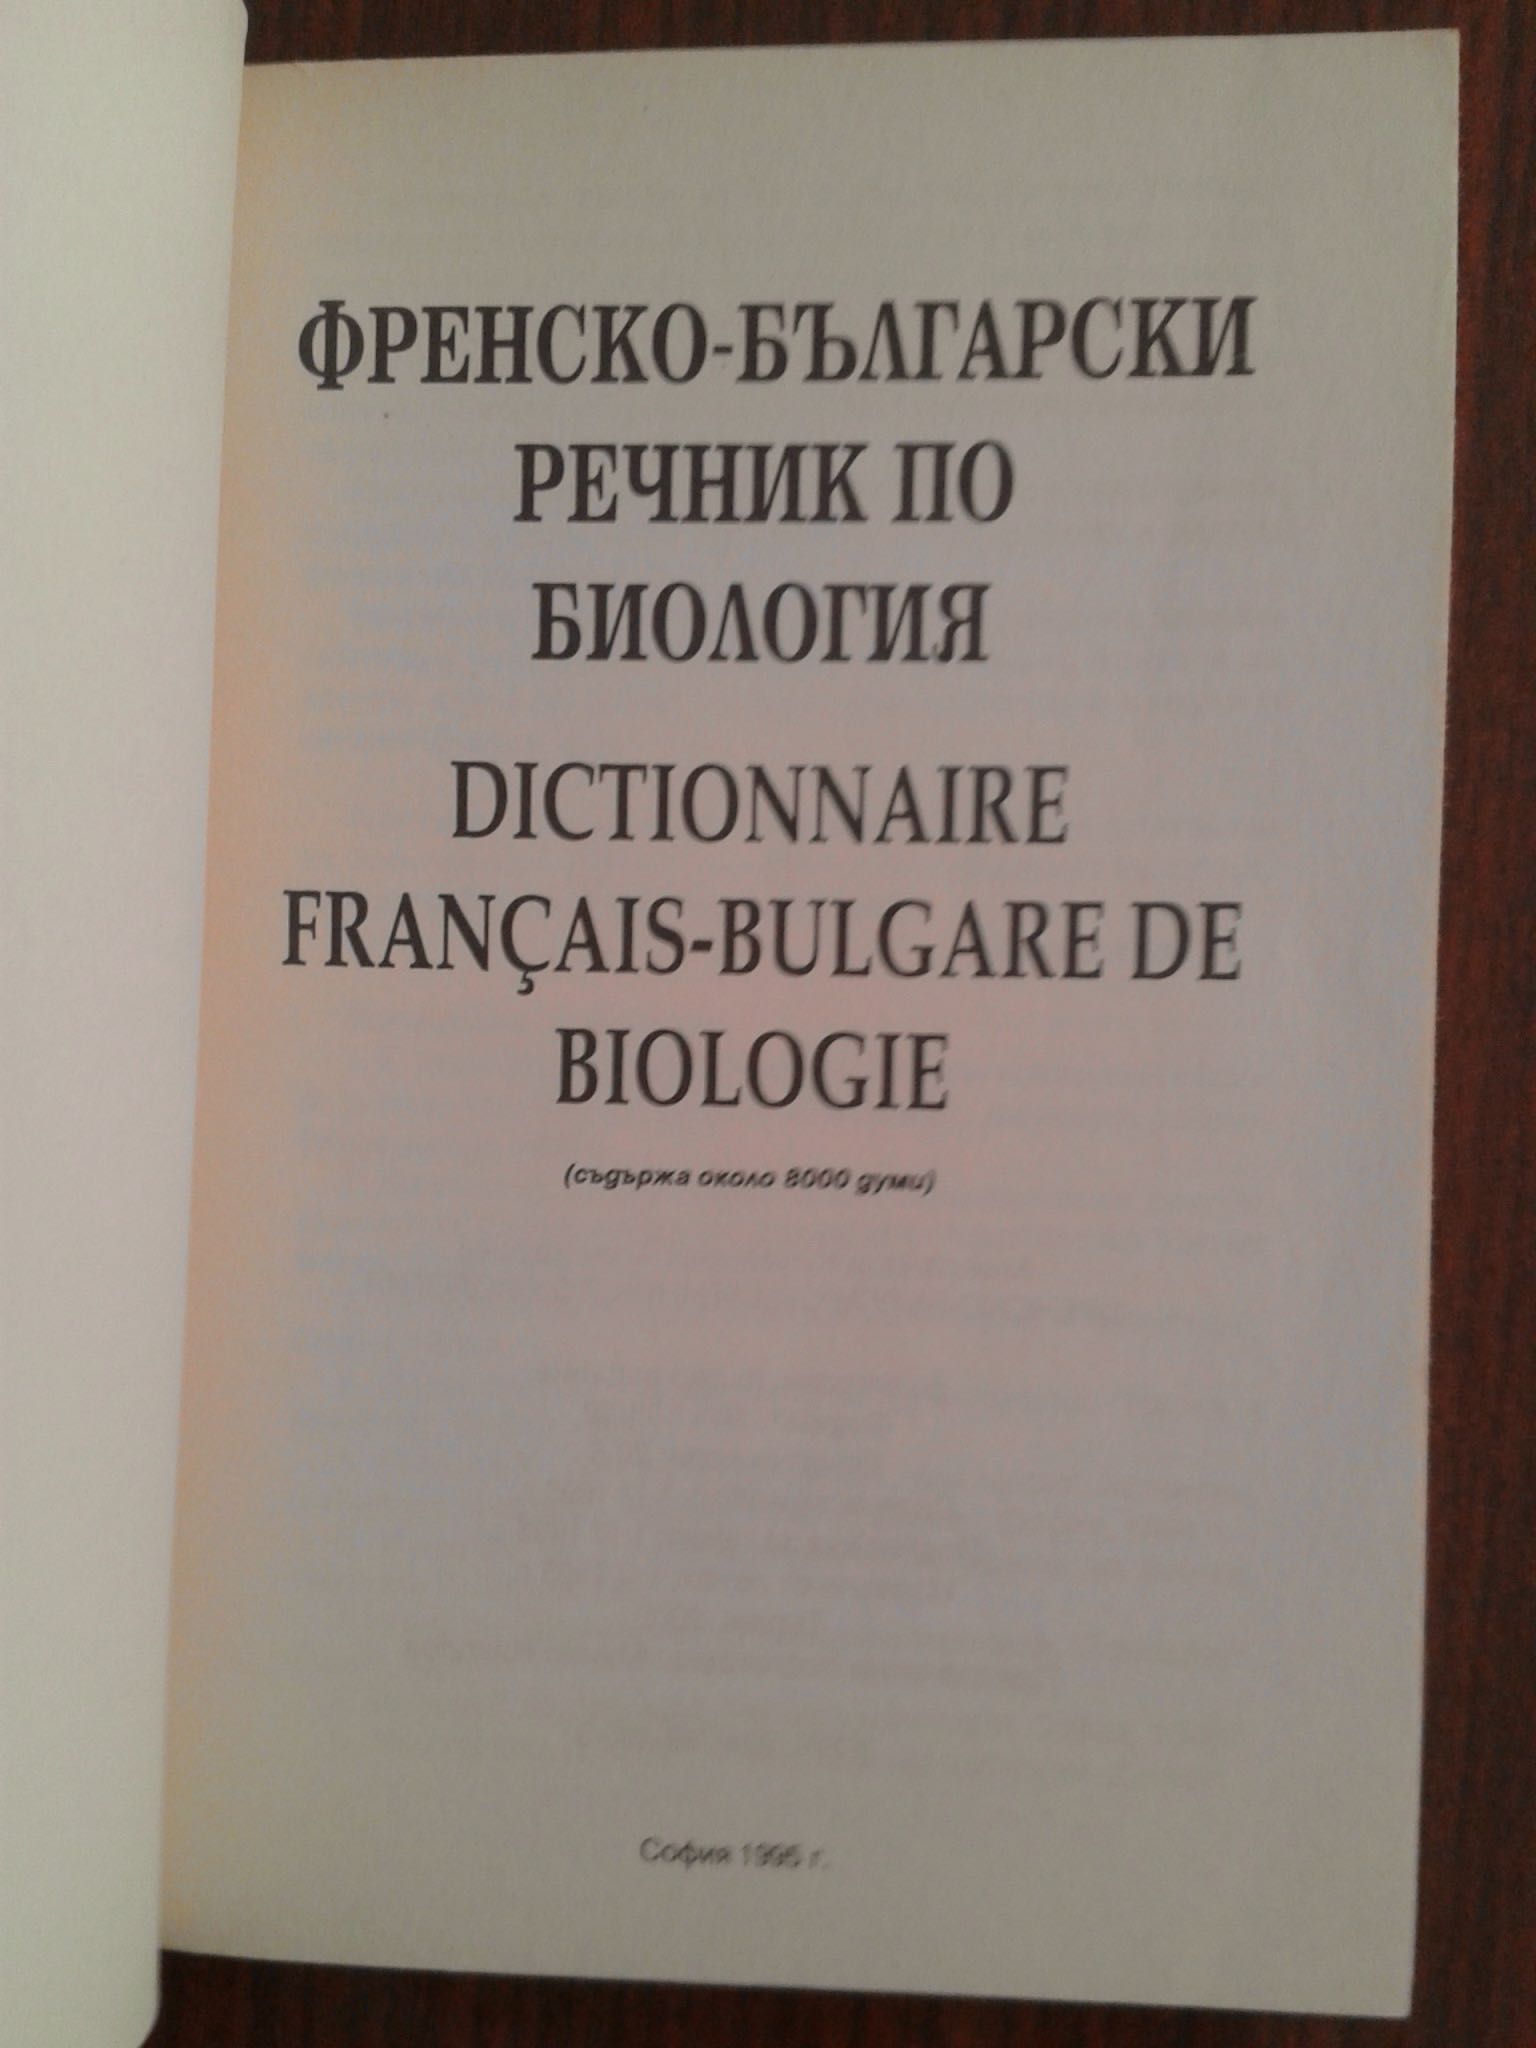 ФРЕНСКО-БЪЛГАРСКИ
РЕЧНИК ПО
БИОЛОГИЯ
DICTIONNAIRE
FRANÇAIS-BULGARE DE
BIOLOGIE
(съдържа около 8000 думи)
София 1995 г.